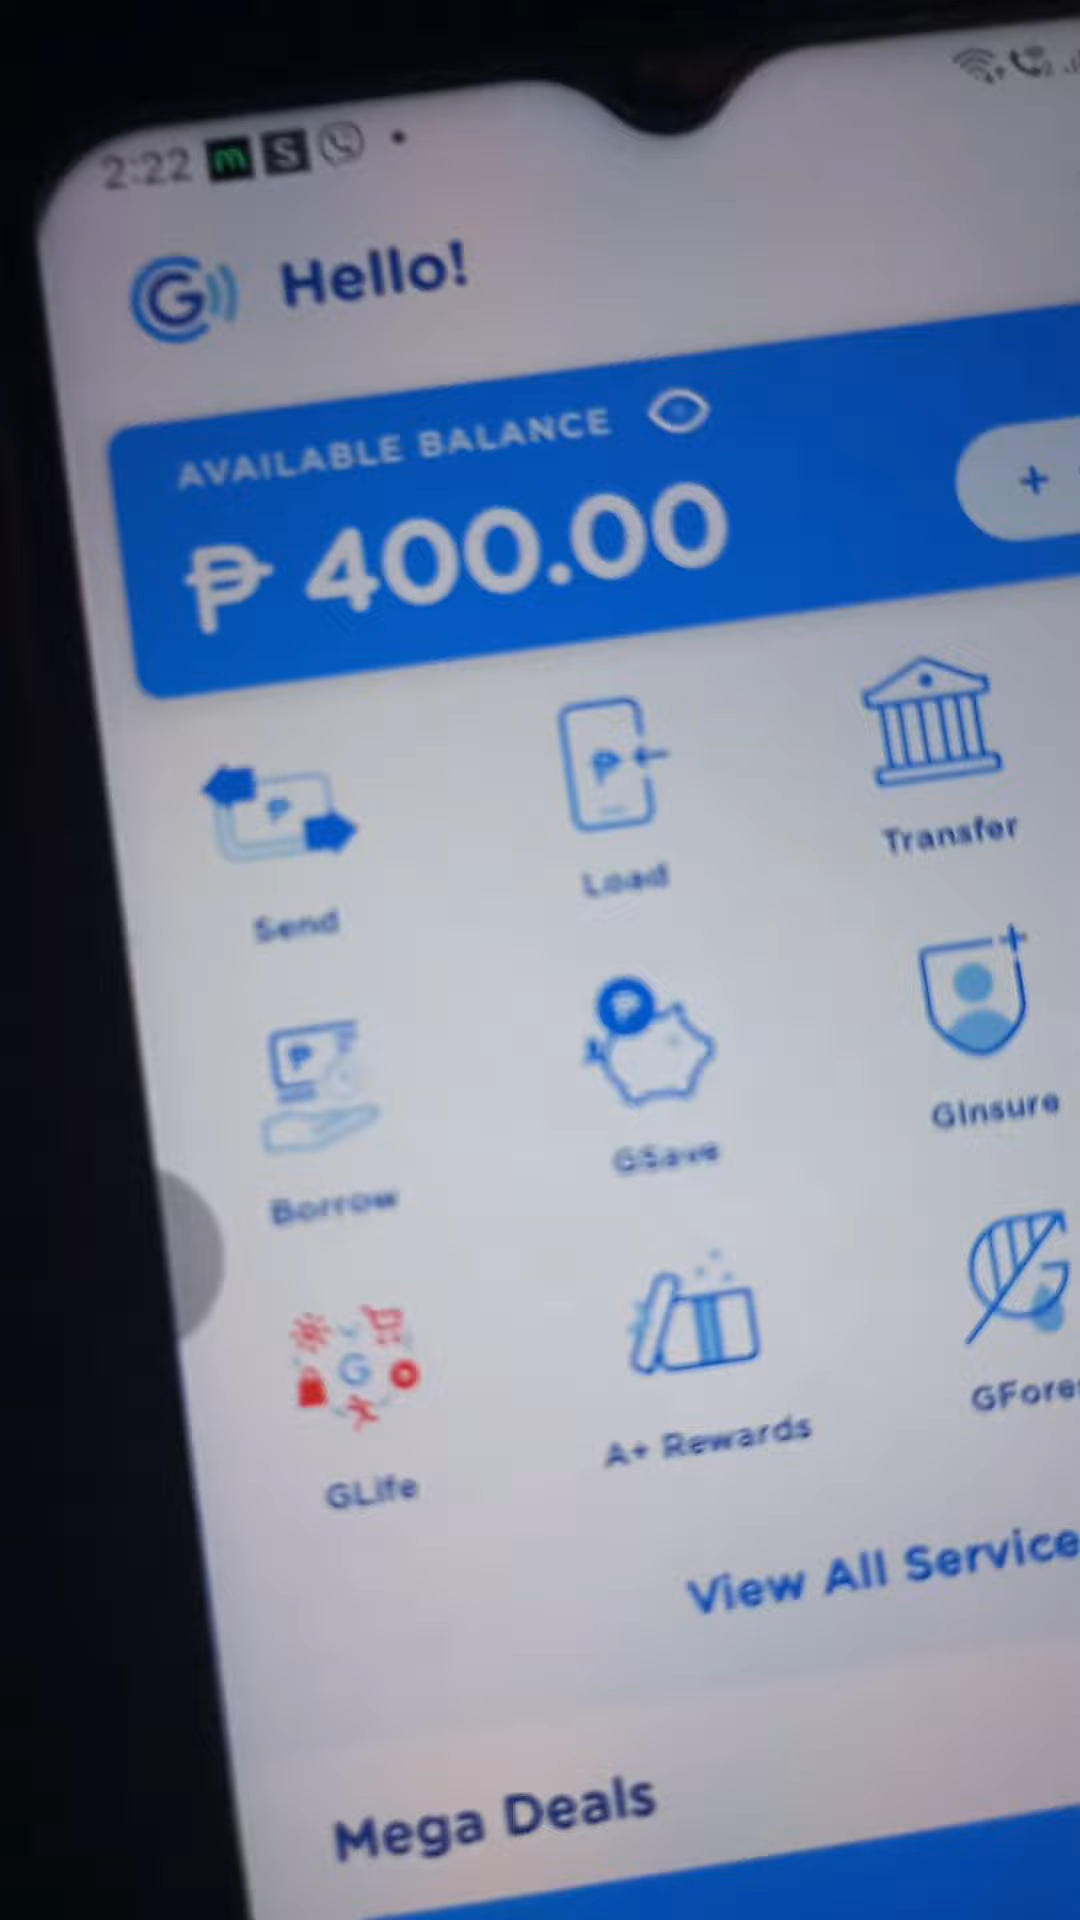 2:22
Hello!
AVAILABLE BALANCE
₱ 400.00
+
Send
Load
Transfer
Borrow
GSave
GInsure
GLife
A+ Rewards
GFores
View All Service
Mega Deals